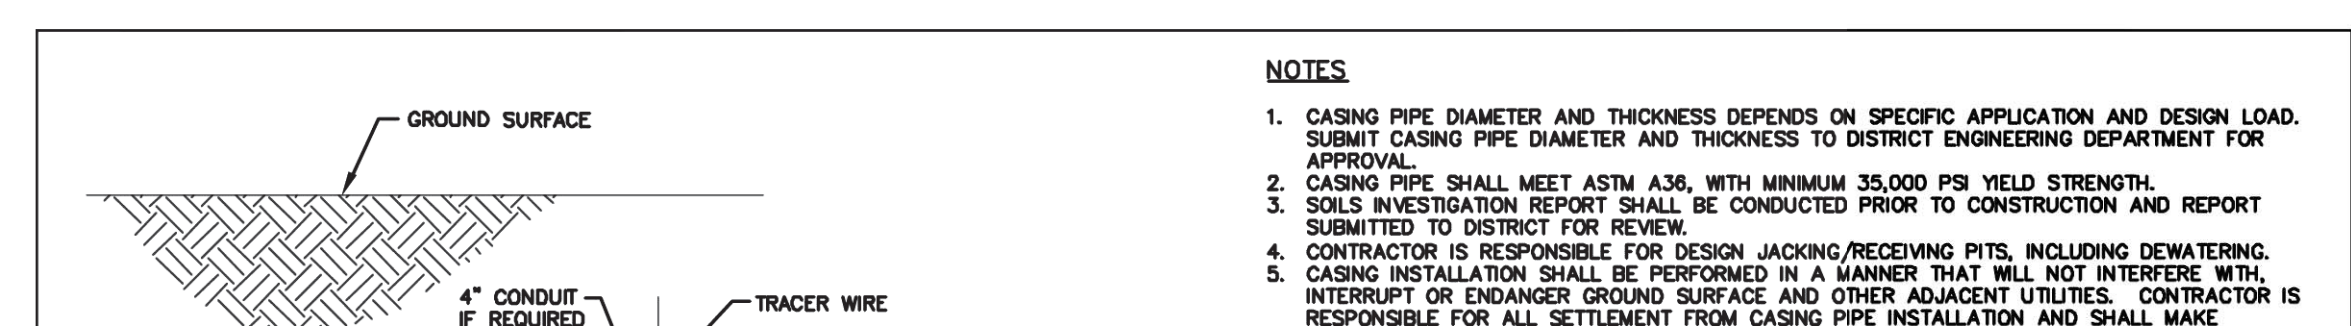 GROUND SURFACE
4" CONDUIT
IF REQUIRED
TRACER WIRE
NOTES
1. CASING PIPE DIAMETER AND THICKNESS DEPENDS ON SPECIFIC APPLICATION AND DESIGN LOAD.
SUBMIT CASING PIPE DIAMETER AND THICKNESS TO DISTRICT ENGINEERING DEPARTMENT FOR
APPROVAL.
2. CASING PIPE SHALL MEET ASTM A36, WITH MINIMUM 35,000 PSI YIELD STRENGTH.
3. SOILS INVESTIGATION REPORT SHALL BE CONDUCTED PRIOR TO CONSTRUCTION AND REPORT
SUBMITTED TO DISTRICT FOR REVIEW.
4. CONTRACTOR IS RESPONSIBLE FOR DESIGN JACKING/RECEIVING PITS, INCLUDING DEWATERING.
5. CASING INSTALLATION SHALL BE PERFORMED IN A MANNER THAT WILL NOT INTERFERE WITH,
INTERRUPT OR ENDANGER GROUND SURFACE AND OTHER ADJACENT UTILITIES. CONTRACTOR IS
RESPONSIBLE FOR ALL SETTLEMENT FROM CASING PIPE INSTALLATION AND SHALL MAKE